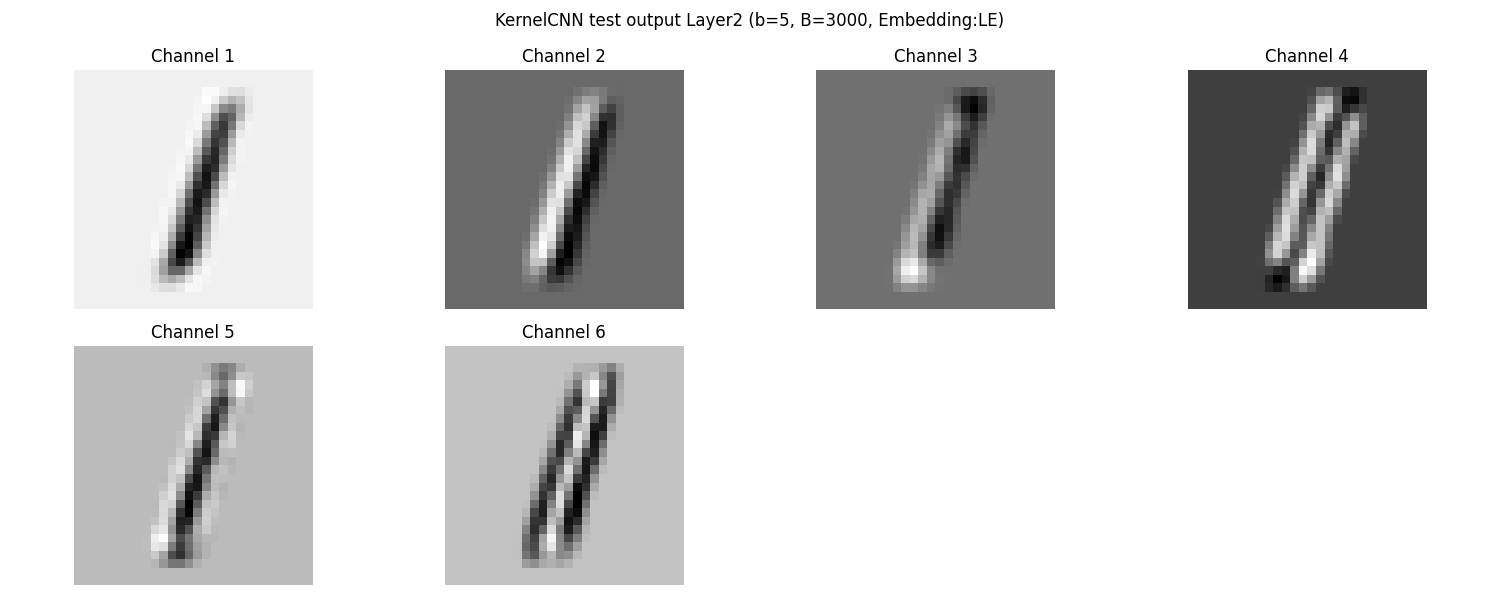 KernelCNN test output Layer2 (b=5, B=3000, Embedding:LE)
Channel 1
Channel 2
Channel 3
Channel 4
Channel 5
Channel 6